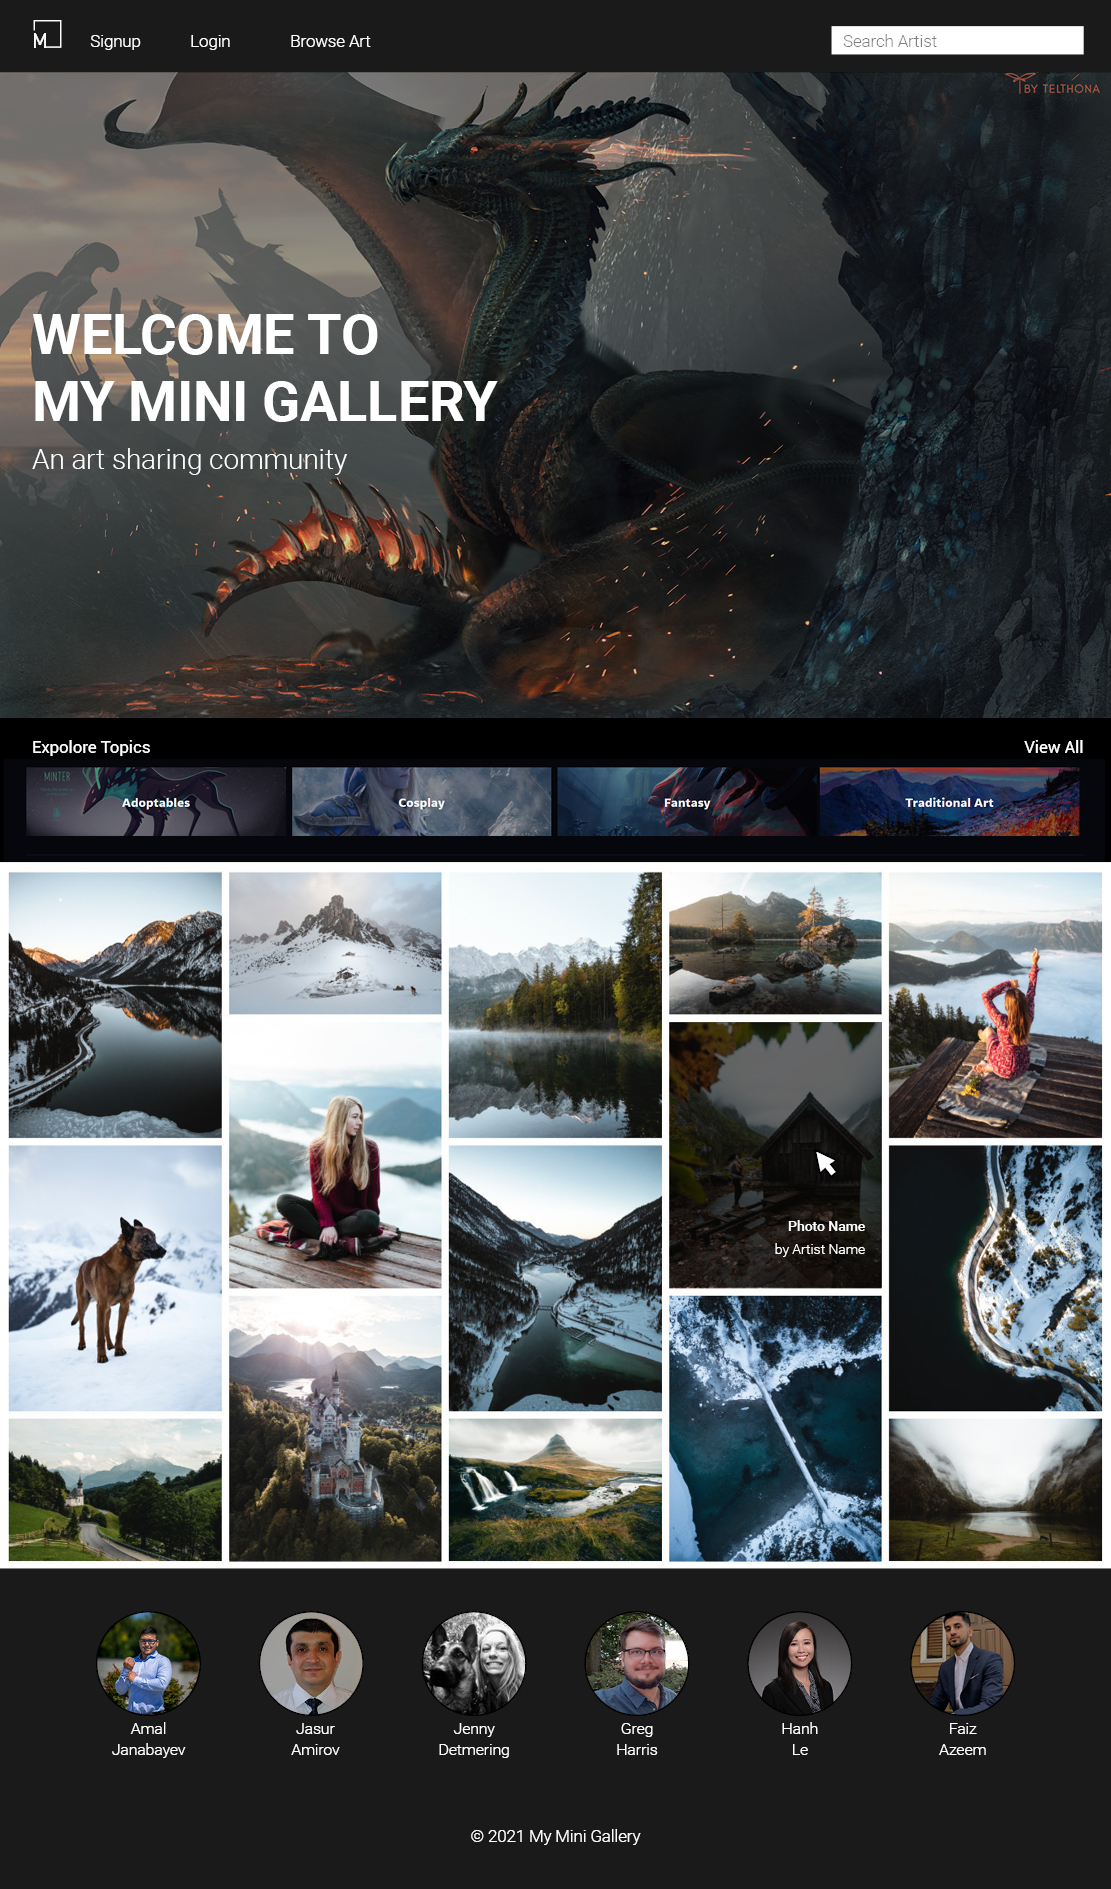 M
Signup
Login
Browse Art
Search Artist
BY TELTHONA
WELCOME TO
MY MINI GALLERY
An art sharing community
Expolore Topics
View All
MINTER
Adoptables
Cosplay
Fantasy
Traditional Art
Photo Name
by Artist Name
Amal
Janabayev
Jasur
Amirov
Jenny
Detmering
Greg
Harris
Hanh
Le
Faiz
Azeem
© 2021 My Mini Gallery